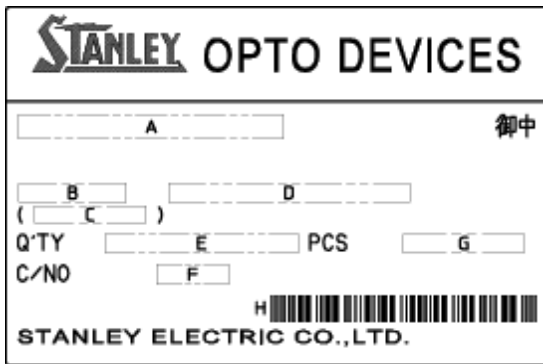 STANLEY OPTO DEVICES
A 御中
B D
( C )
Q'TY E PCS G
C/NO F
H
STANLEY ELECTRIC CO.,LTD.